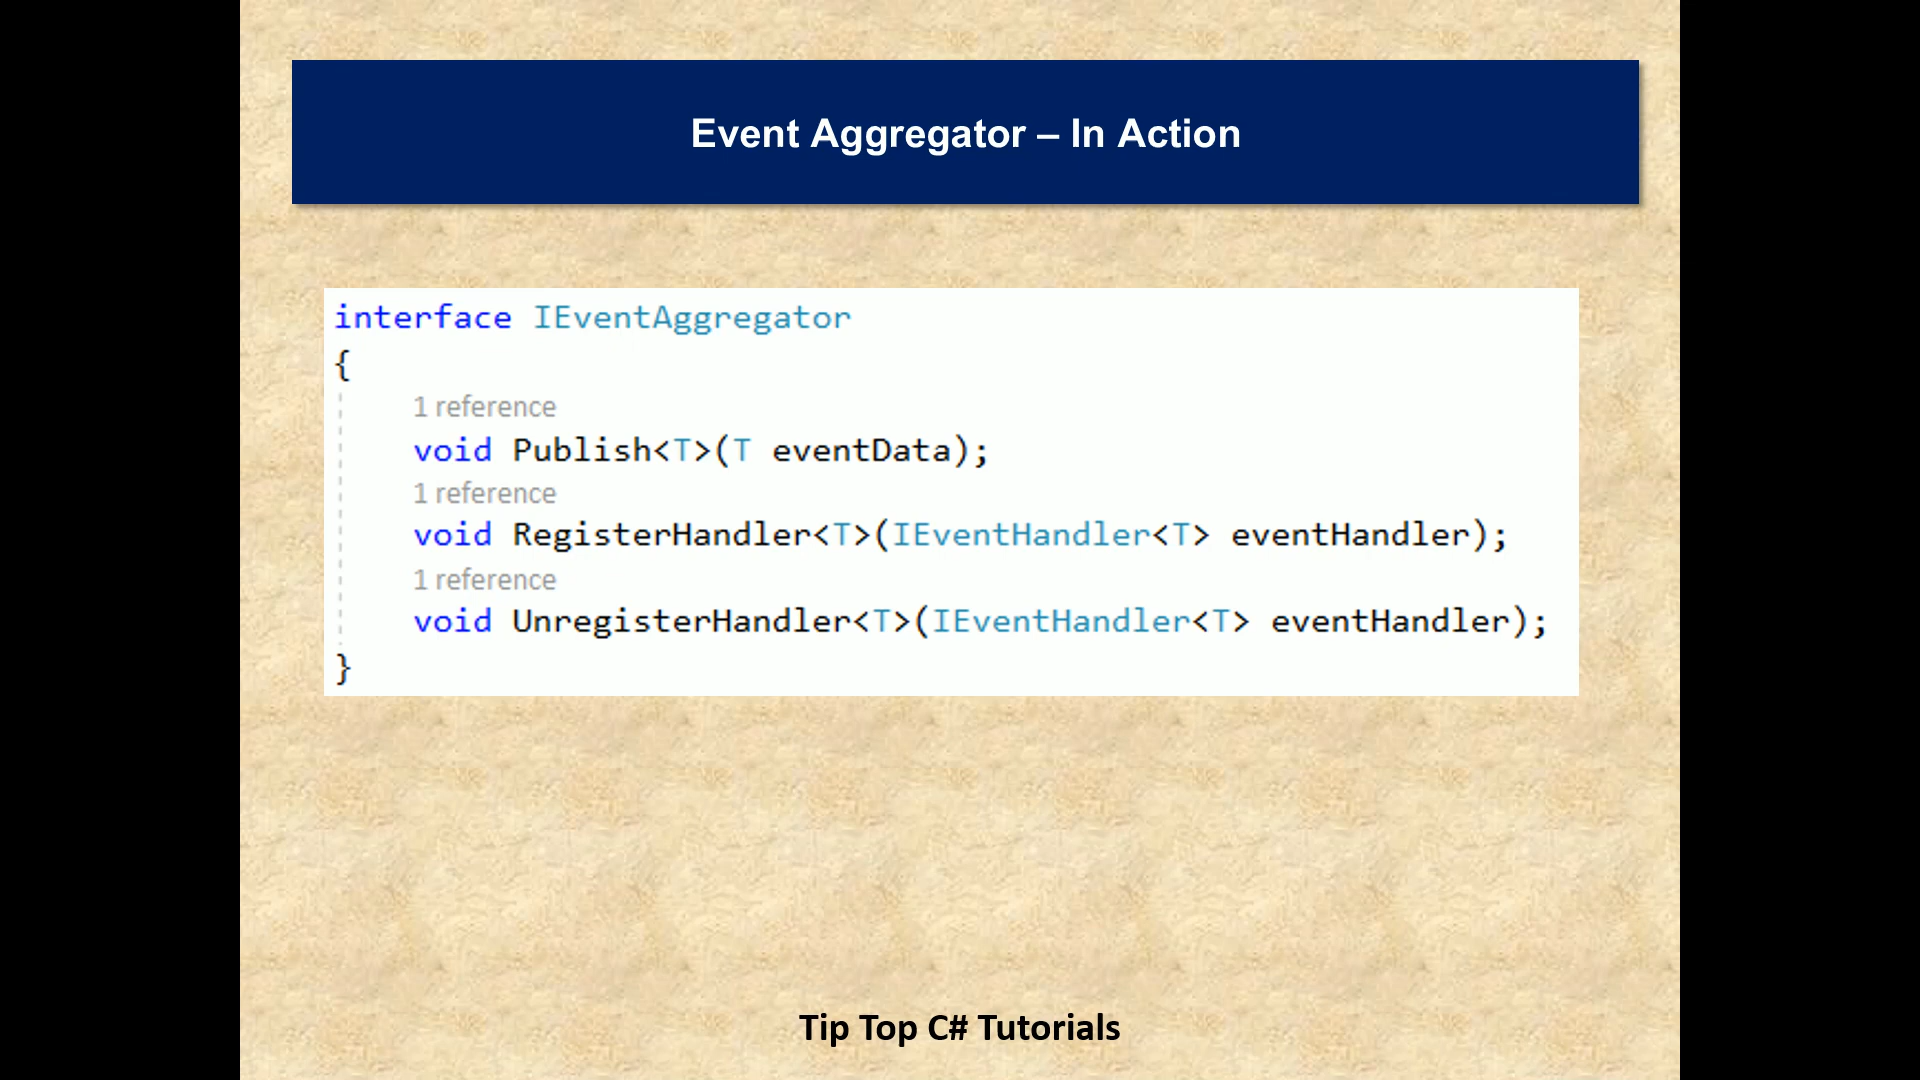 Event Aggregator – In Action
interface IEventAggregator
{
1 reference
void Publish<T>(T eventData);
1 reference
void RegisterHandler<T>(IEventHandler<T> eventHandler);
1 reference
void UnregisterHandler<T>(IEventHandler<T> eventHandler);
}
Tip Top C# Tutorials